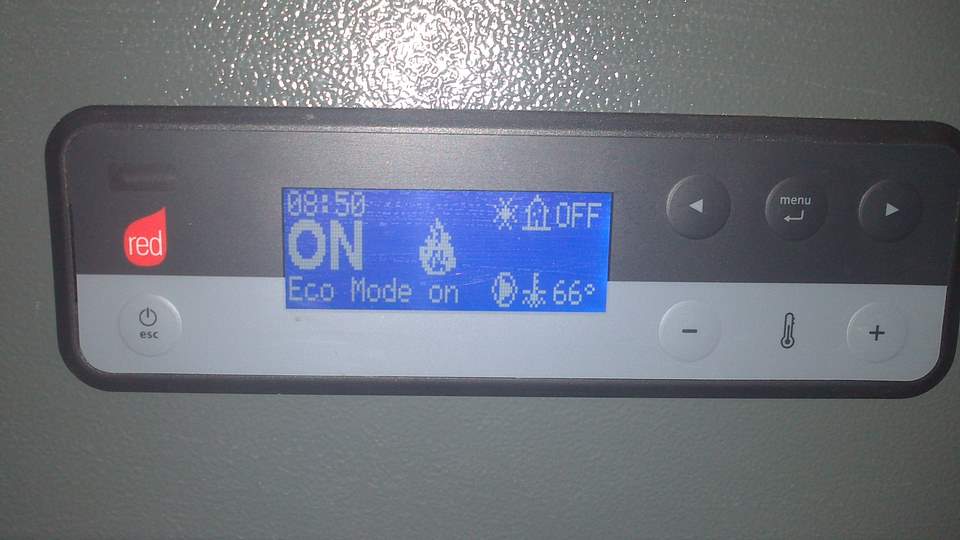 08:50
OFF
ON
Eco Mode on
66°
red
esc
menu